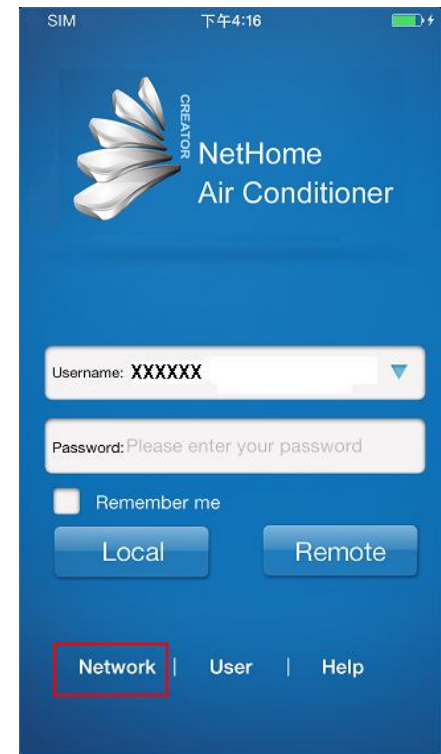 SIM 下午4:16
CREATOR
NetHome
Air Conditioner
Username: XXXXXX
Password: Please enter your password
Remember me
Local Remote
Network | User | Help